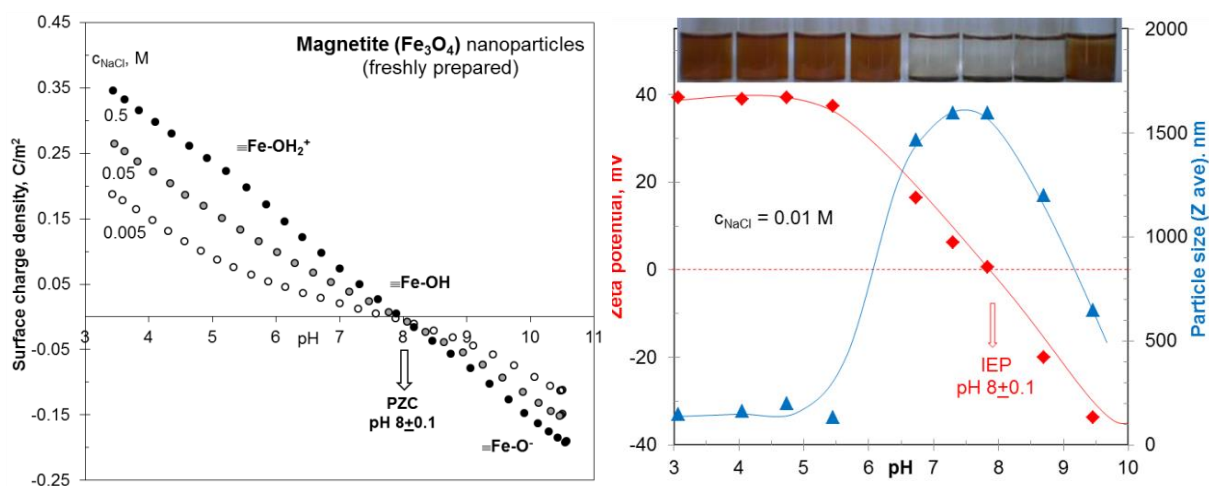 0.45
0.35
0.25
0.15
0.05
-0.05
-0.15
-0.25
Surface charge density, C/m²
Magnetite (Fe₃O₄) nanoparticles
(freshly prepared)
c_NaCl, M
0.5
0.05
0.005
≡Fe-OH₂⁺
≡Fe-OH
3 4 5 6 7 8 9 10 11
pH
PZC
pH 8±0.1
≡Fe-O⁻
40
20
0
-20
-40
Zeta potential, mV
c_NaCl = 0.01 M
IEP
pH 8±0.1
3 4 5 6 7 8 9 10
pH
2000
1500
1000
500
0
Particle size (Z ave). nm